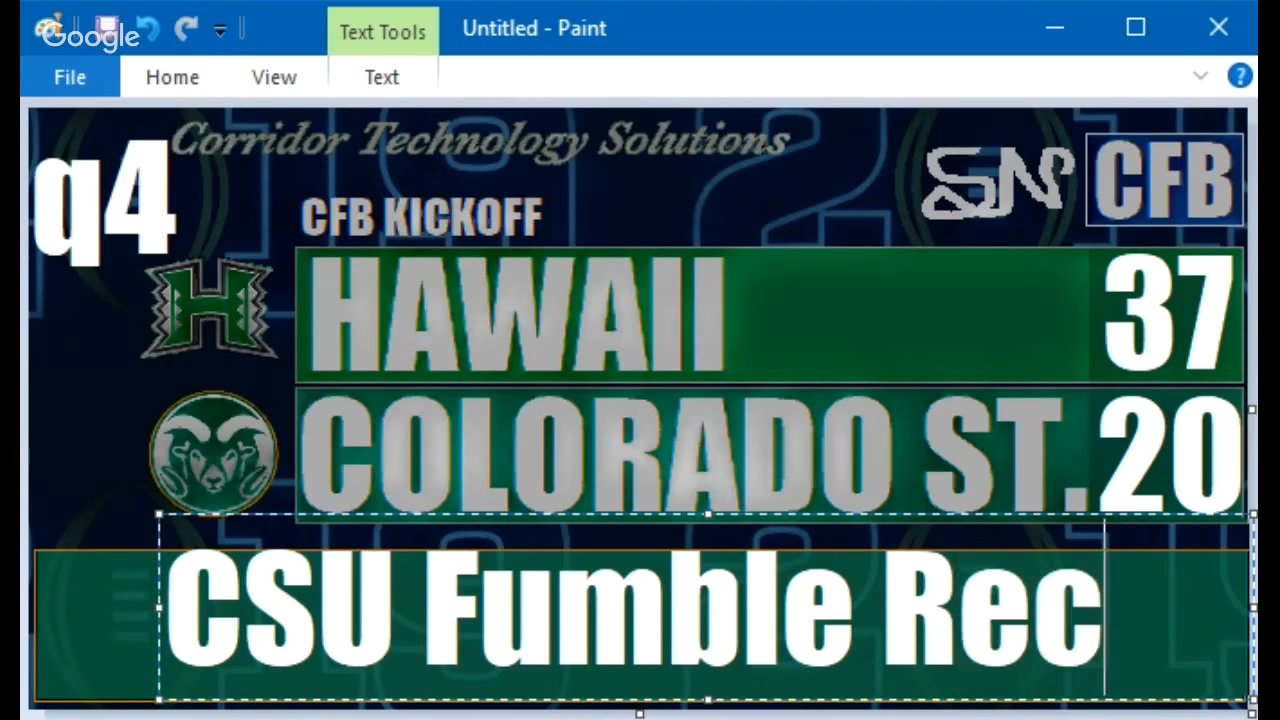 Google
Text Tools
Untitled - Paint
File
Home
View
Text
Corridor Technology Solutions
q4
SN
CFB
CFB KICKOFF
H
HAWAII
37
COLORADO ST.
20
CSU Fumble Rec